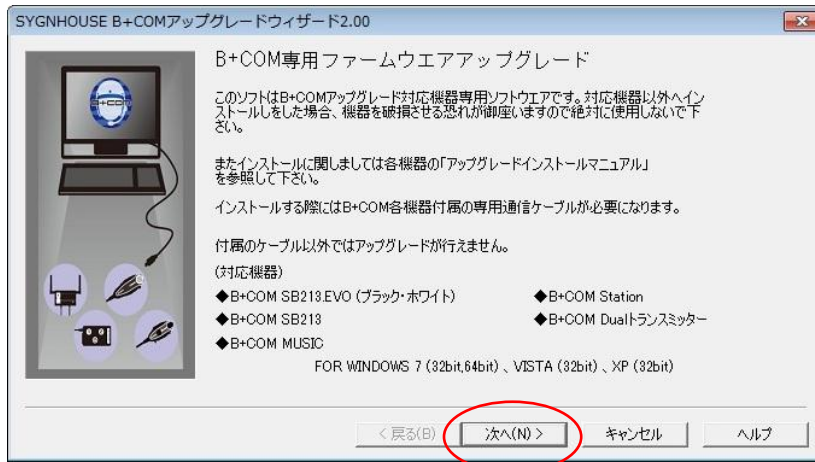 SYGNHOUSE B+COMアップグレードウィザード2.00
B+COM専用ファームウエアアップグレード
このソフトはB+COMアップグレード対応機器専用ソフトウエアです。対応機器以外へイン
ストールしをした場合、機器を破損させる恐れが御座いますので絶対に使用しないで下
さい。
またインストールに関しましては各機器の「アップグレードインストールマニュアル」
を参照して下さい。
インストールする際にはB+COM各機器付属の専用通信ケーブルが必要になります。
付属のケーブル以外ではアップグレードが行えません。
(対応機器)
◆B+COM SB213.EVO (ブラック・ホワイト) ◆B+COM Station
◆B+COM SB213 ◆B+COM Dualトランスミッター
◆B+COM MUSIC
FOR WINDOWS 7 (32bit,64bit) 、VISTA (32bit) 、XP (32bit)
B+COM
< 戻る(B) 次へ(N) > キャンセル ヘルプ